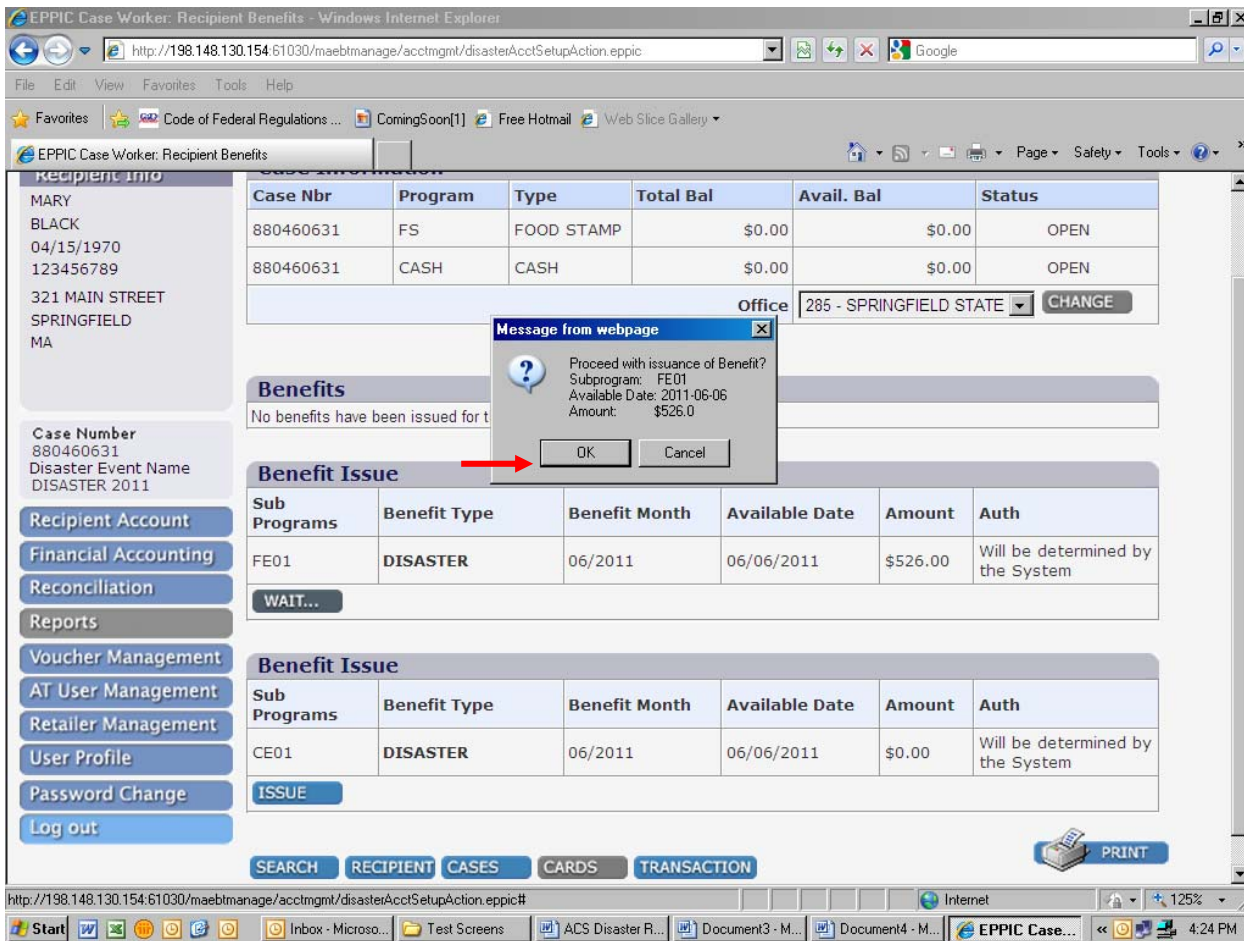 EPPIC Case Worker: Recipient Benefits - Windows Internet Explorer
http://198.148.130.154:61030/maebtmanage/acctmgmt/disasterAcctSetupAction.eppic
Google
File Edit View Favorites Tools Help
Favorites Code of Federal Regulations ... ComingSoon[1] Free Hotmail Web Slice Gallery
EPPIC Case Worker: Recipient Benefits
Page Safety Tools
Recipient Info
MARY
BLACK
04/15/1970
123456789
321 MAIN STREET
SPRINGFIELD
MA
Case Number
880460631
Disaster Event Name
DISASTER 2011
Recipient Account
Financial Accounting
Reconciliation
Reports
Voucher Management
AT User Management
Retailer Management
User Profile
Password Change
Log out
Case Information
Case Nbr Program Type Total Bal Avail. Bal Status
880460631 FS FOOD STAMP $0.00 $0.00 OPEN
880460631 CASH CASH $0.00 $0.00 OPEN
Office 285 - SPRINGFIELD STATE CHANGE
Message from webpage
Proceed with issuance of Benefit?
Subprogram: FE01
Available Date: 2011-06-06
Amount: $526.0
OK Cancel
Benefits
No benefits have been issued for t
Benefit Issue
Sub Programs Benefit Type Benefit Month Available Date Amount Auth
FE01 DISASTER 06/2011 06/06/2011 $526.00 Will be determined by the System
WAIT...
Benefit Issue
Sub Programs Benefit Type Benefit Month Available Date Amount Auth
CE01 DISASTER 06/2011 06/06/2011 $0.00 Will be determined by the System
ISSUE
PRINT
SEARCH RECIPIENT CASES CARDS TRANSACTION
http://198.148.130.154:61030/maebtmanage/acctmgmt/disasterAcctSetupAction.eppic#
Internet 125%
Start Inbox - Microso... Test Screens ACS Disaster R... Document3 - M... Document4 - M... EPPIC Case... 4:24 PM